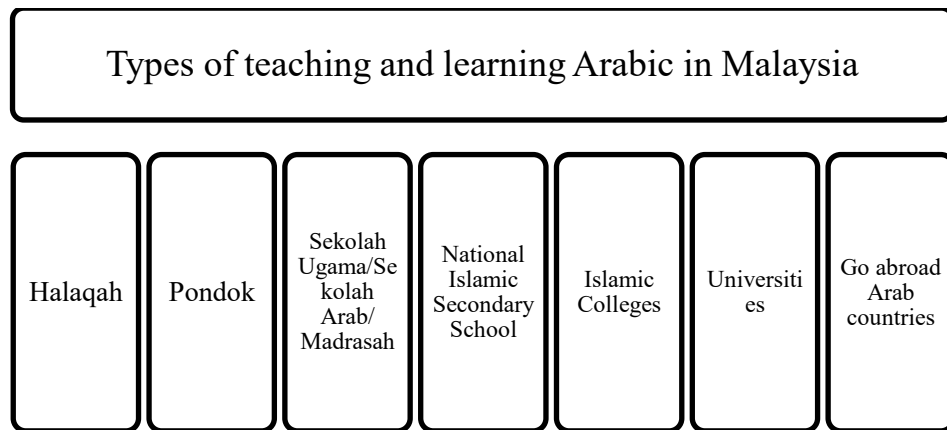 Types of teaching and learning Arabic in Malaysia
Halaqah
Pondok
Sekolah
Ugama/Se
kolah
Arab/
Madrasah
National
Islamic
Secondary
School
Islamic
Colleges
Universiti
es
Go abroad
Arab
countries